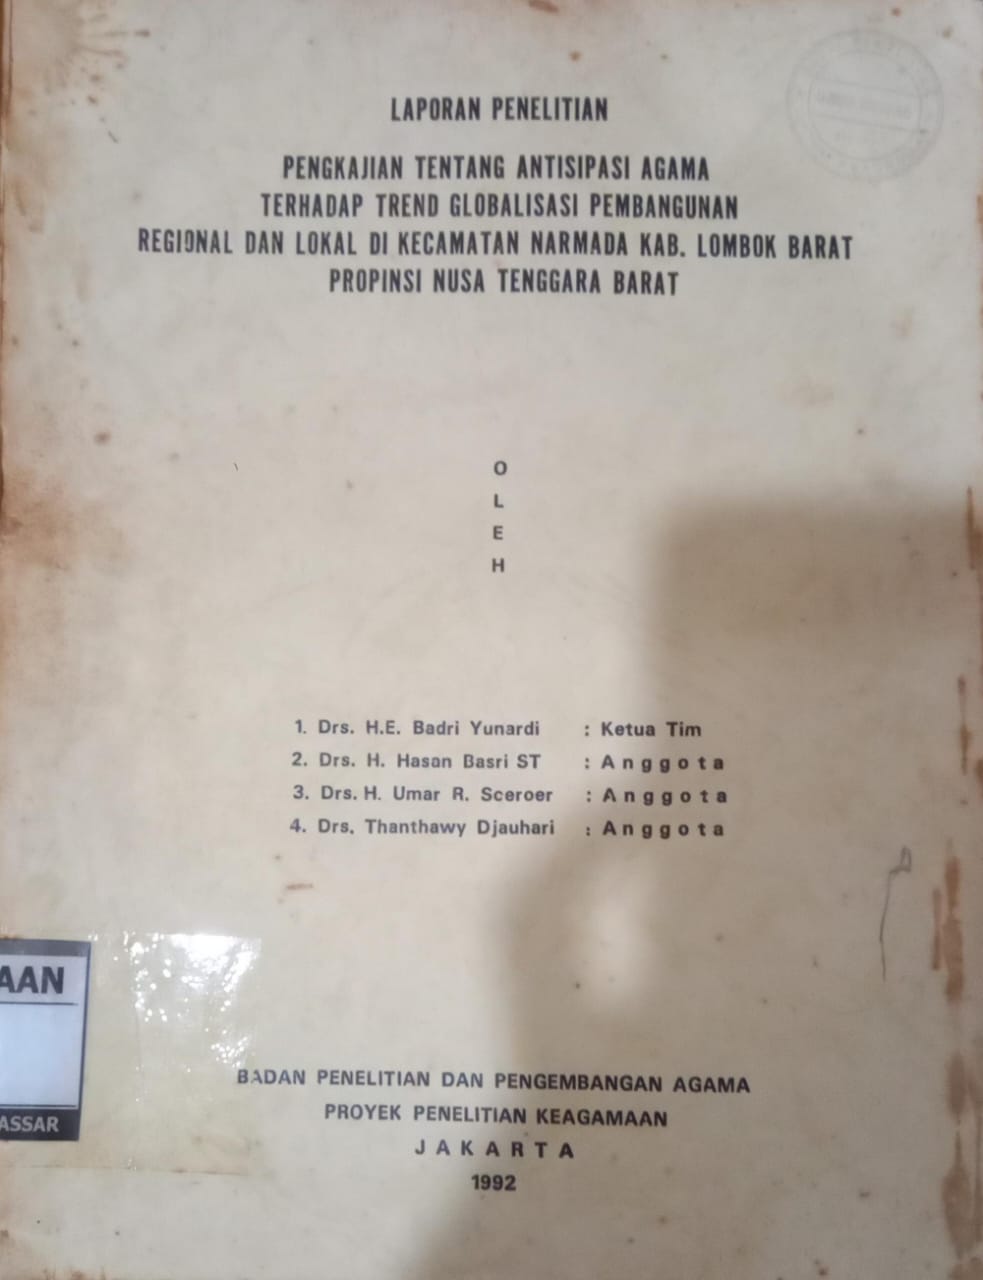 LAPORAN PENELITIAN
PENGKAJIAN TENTANG ANTISIPASI AGAMA
TERHADAP TREND GLOBALISASI PEMBANGUNAN
REGIONAL DAN LOKAL DI KECAMATAN NARMADA KAB. LOMBOK BARAT
PROPINSI NUSA TENGGARA BARAT
O
L
E
H
1. Drs. H.E. Badri Yunardi : Ketua Tim
2. Drs. H. Hasan Basri ST : Anggota
3. Drs. H. Umar R. Sceroer : Anggota
4. Drs. Thanthawy Djauhari : Anggota
AAN
ASSAR
BADAN PENELITIAN DAN PENGEMBANGAN AGAMA
PROYEK PENELITIAN KEAGAMAAN
JAKARTA
1992